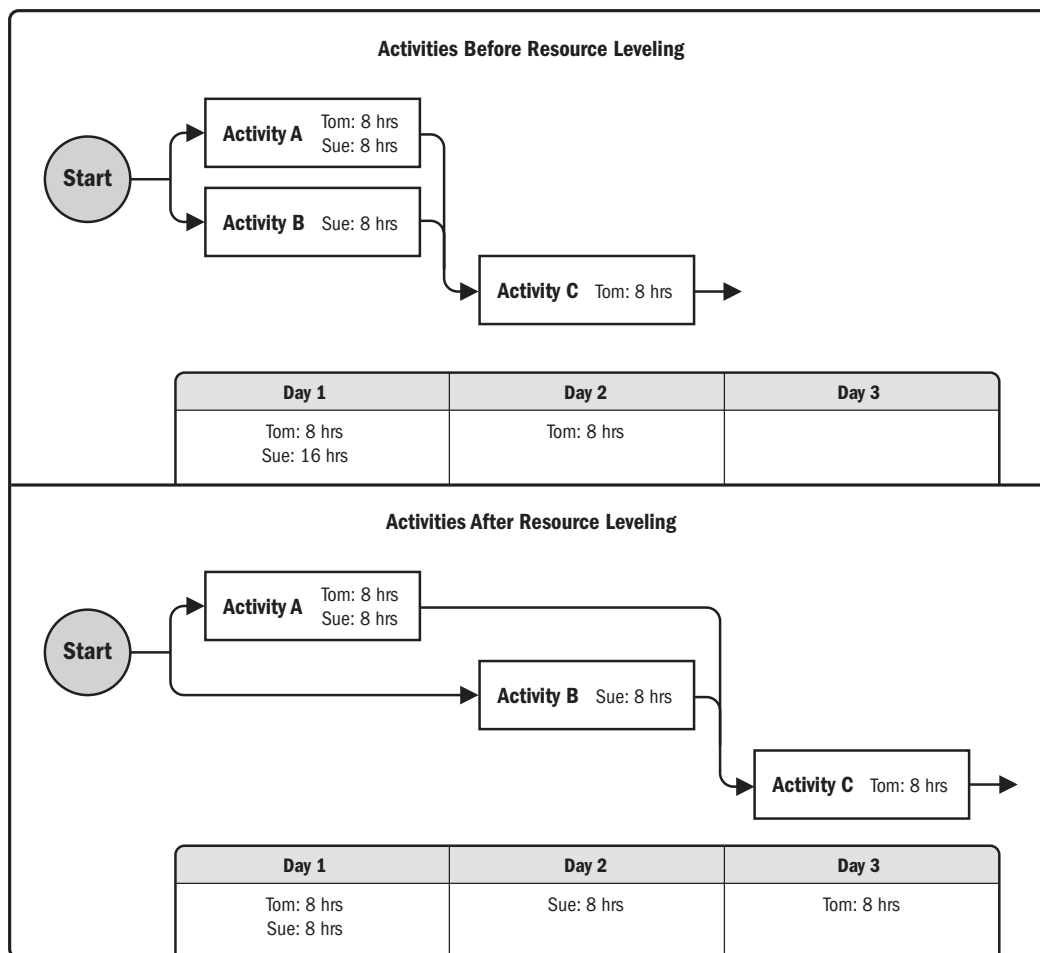 Activities Before Resource Leveling
Start
Activity A
Tom: 8 hrs
Sue: 8 hrs
Activity B Sue: 8 hrs
Activity C Tom: 8 hrs
Day 1 Day 2 Day 3
Tom: 8 hrs Tom: 8 hrs
Sue: 16 hrs
Activities After Resource Leveling
Start
Activity A
Tom: 8 hrs
Sue: 8 hrs
Activity B Sue: 8 hrs
Activity C Tom: 8 hrs
Day 1 Day 2 Day 3
Tom: 8 hrs Sue: 8 hrs Tom: 8 hrs
Sue: 8 hrs